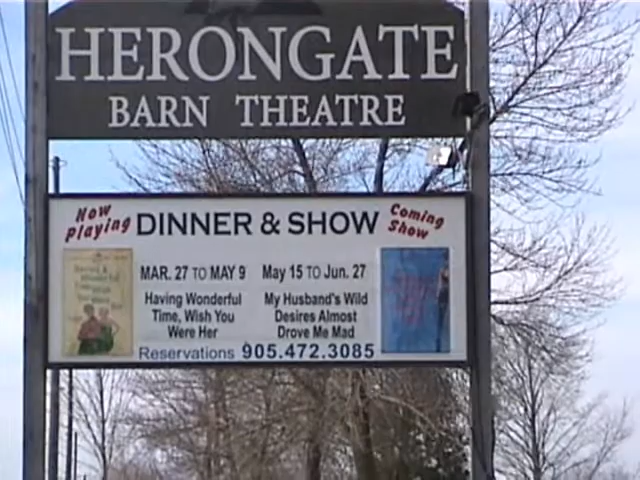 HERONGATE
BARN THEATRE
Now
Playing
DINNER & SHOW
Coming
Show
MAR. 27 TO MAY 9
May 15 TO Jun. 27
Having Wonderful
Time, Wish You
Were Her
My Husband's Wild
Desires Almost
Drove Me Mad
Reservations 905.472.3085